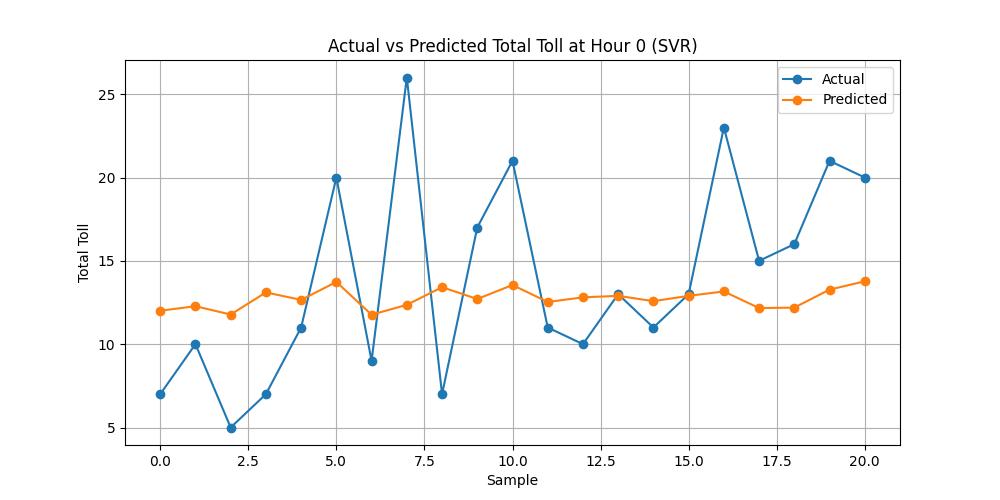 Actual vs Predicted Total Toll at Hour 0 (SVR)
Actual
Predicted
Total Toll
25
20
15
10
5
0.0 2.5 5.0 7.5 10.0 12.5 15.0 17.5 20.0
Sample